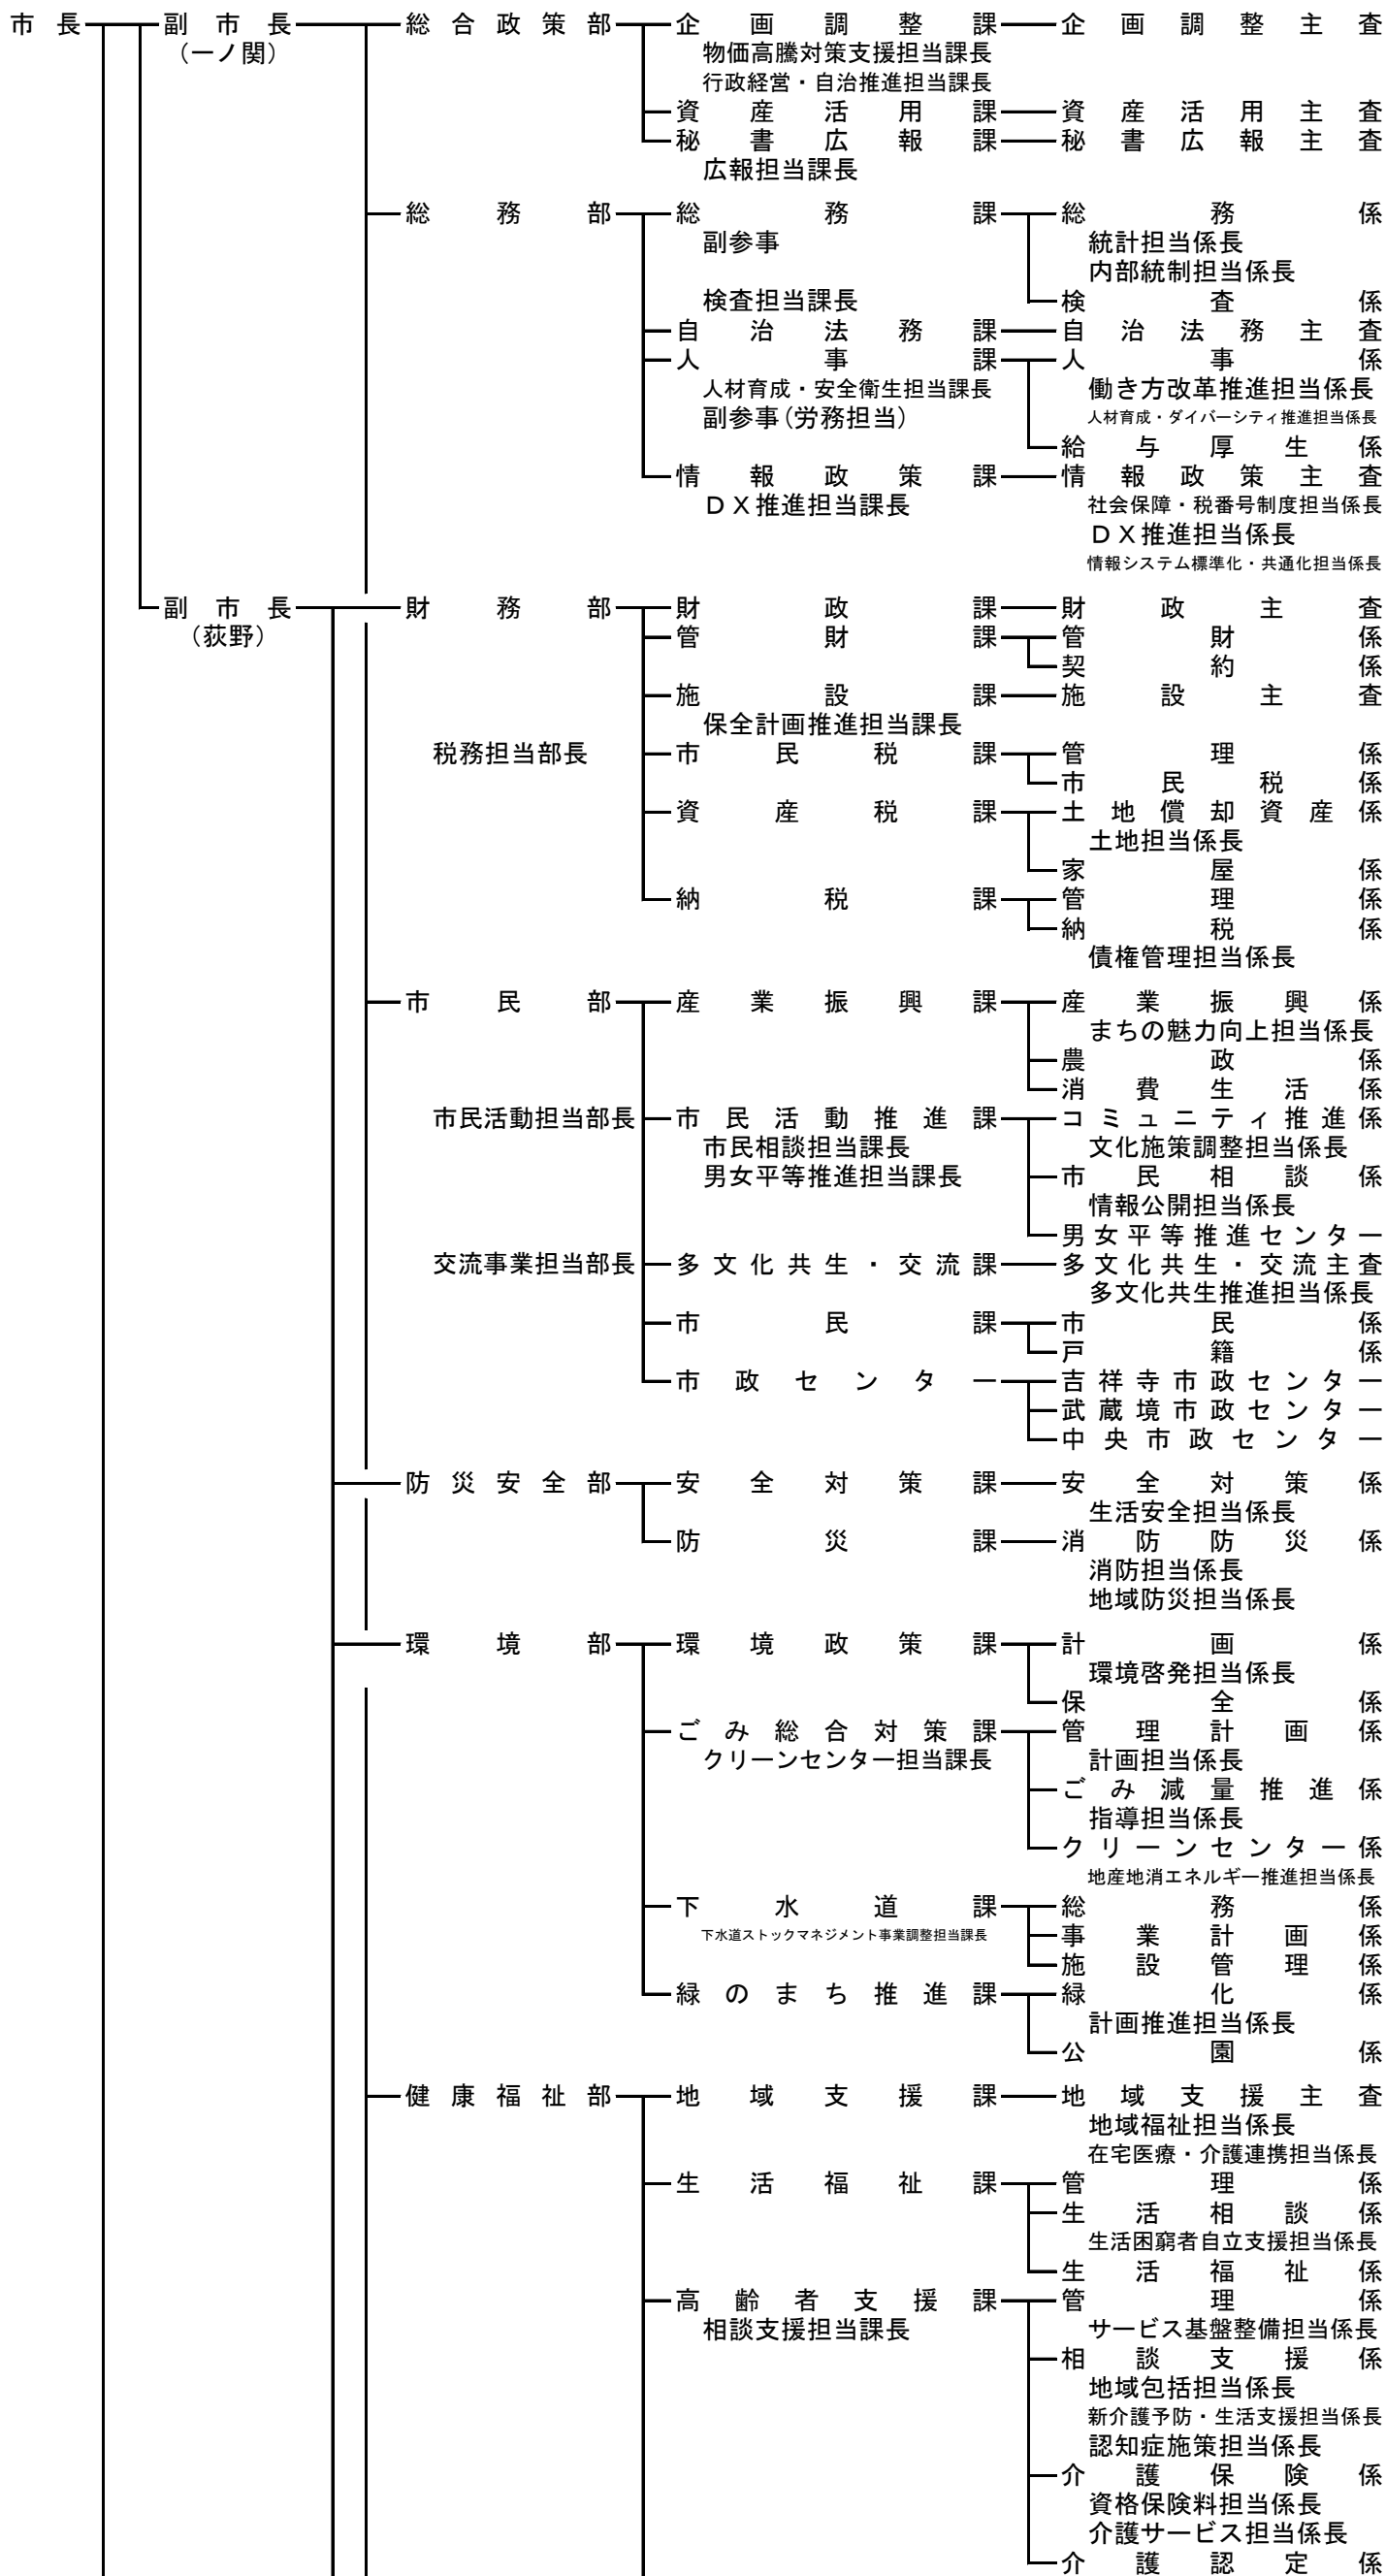 市長 副市長 総合政策部 企画調整課 企画調整主査
（一ノ関） 物価高騰対策支援担当課長
行政経営・自治推進担当課長
資産活用課 資産活用主査
秘書広報課 秘書広報主査
広報担当課長
総務部 総務課 総務係
副参事 統計担当係長
内部統制担当係長
検査担当課長 検査係
自治法務課 自治法務主査
人事課 人事係
人材育成・安全衛生担当課長 働き方改革推進担当係長
副参事（労務担当） 人材育成・ダイバーシティ推進担当係長
給与厚生係
情報政策課 情報政策主査
ＤＸ推進担当課長 社会保障・税番号制度担当係長
ＤＸ推進担当係長
情報システム標準化・共通化担当係長
副市長 財務部 財政課 財政主査
（荻野） 管財課 管財係
契約係
施設課 施設主査
保全計画推進担当課長
税務担当部長 市民税課 管理係
市民税係
資産税課 土地償却資産係
土地担当係長
家屋係
納税課 管理係
納税係
債権管理担当係長
市民部 産業振興課 産業振興係
まちの魅力向上担当係長
農政係
消費生活係
市民活動担当部長 市民活動推進課 コミュニティ推進係
市民相談担当課長 文化施策調整担当係長
男女平等推進担当課長 市民相談係
情報公開担当係長
男女平等推進センター
交流事業担当部長 多文化共生・交流課 多文化共生・交流主査
多文化共生推進担当係長
市民課 市民係
戸籍係
市政センター 吉祥寺市政センター
武蔵境市政センター
中央市政センター
防災安全部 安全対策課 安全対策係
生活安全担当係長
防災課 消防防災係
消防担当係長
地域防災担当係長
環境部 環境政策課 計画係
環境啓発担当係長
保全係
ごみ総合対策課 管理計画係
クリーンセンター担当課長 計画担当係長
ごみ減量推進係
指導担当係長
クリーンセンター係
地産地消エネルギー推進担当係長
下水道課 総務係
下水道ストックマネジメント事業調整担当課長 事業計画係
施設管理係
緑のまち推進課 緑化係
計画推進担当係長
公園係
健康福祉部 地域支援課 地域支援主査
地域福祉担当係長
在宅医療・介護連携担当係長
生活福祉課 管理係
生活相談係
生活困窮者自立支援担当係長
生活福祉係
高齢者支援課 管理係
相談支援担当課長 サービス基盤整備担当係長
相談支援係
地域包括担当係長
新介護予防・生活支援担当係長
認知症施策担当係長
介護保険係
資格保険料担当係長
介護サービス担当係長
介護認定係